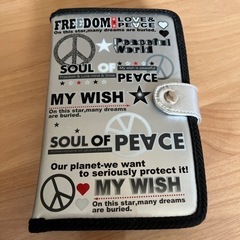 FREEDOM LOVE&
PEACE
On this star,many dreams
are buried.
Peaceful
World
SOUL OF
PEACE
MY WISH
On this star,many dreams
are buried.
SOUL OF PEACE
Our planet-we want
to seriously protect it!
MY WISH
On this star,many dreams
are buried.